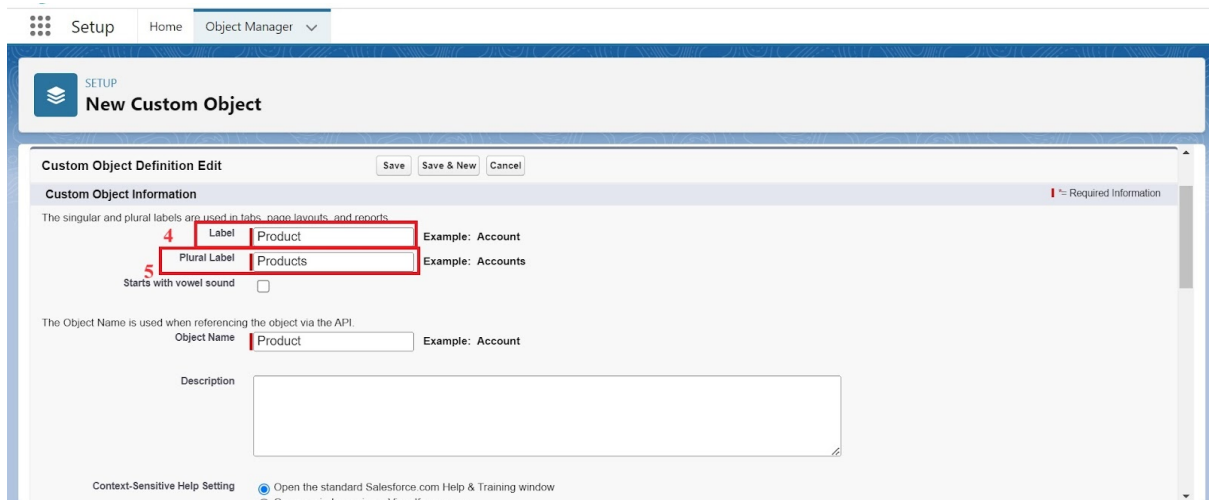 Setup Home Object Manager
SETUP
New Custom Object
Custom Object Definition Edit Save Save & New Cancel
Custom Object Information *= Required Information
The singular and plural labels are used in tabs, page layouts, and reports.
4 Label Product Example: Account
5 Plural Label Products Example: Accounts
Starts with vowel sound
The Object Name is used when referencing the object via the API.
Object Name Product Example: Account
Description
Context-Sensitive Help Setting Open the standard Salesforce.com Help & Training window